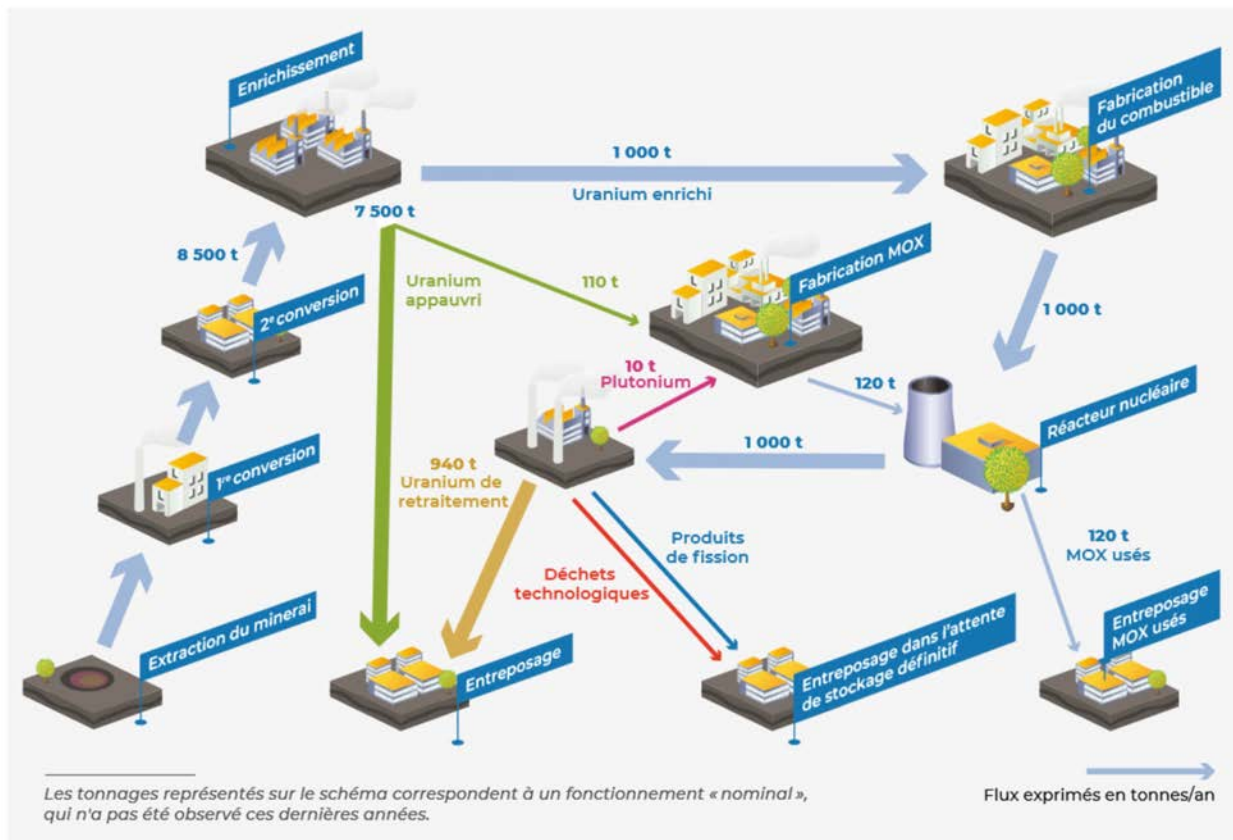 Enrichissement
1 000 t
Uranium enrichi
Fabrication
du combustible
7 500 t
8 500 t
Uranium
appauvri
110 t
Fabrication MOX
2e conversion
1 000 t
10 t
Plutonium
120 t
Réacteur nucléaire
1 000 t
1re conversion
940 t
Uranium de
retraitement
Produits
de fission
120 t
MOX usés
Déchets
technologiques
Extraction du minerai
Entreposage
Entreposage dans l'attente
de stockage définitif
Entreposage
MOX usés
Les tonnages représentés sur le schéma correspondent à un fonctionnement « nominal »,
qui n'a pas été observé ces dernières années.
Flux exprimés en tonnes/an